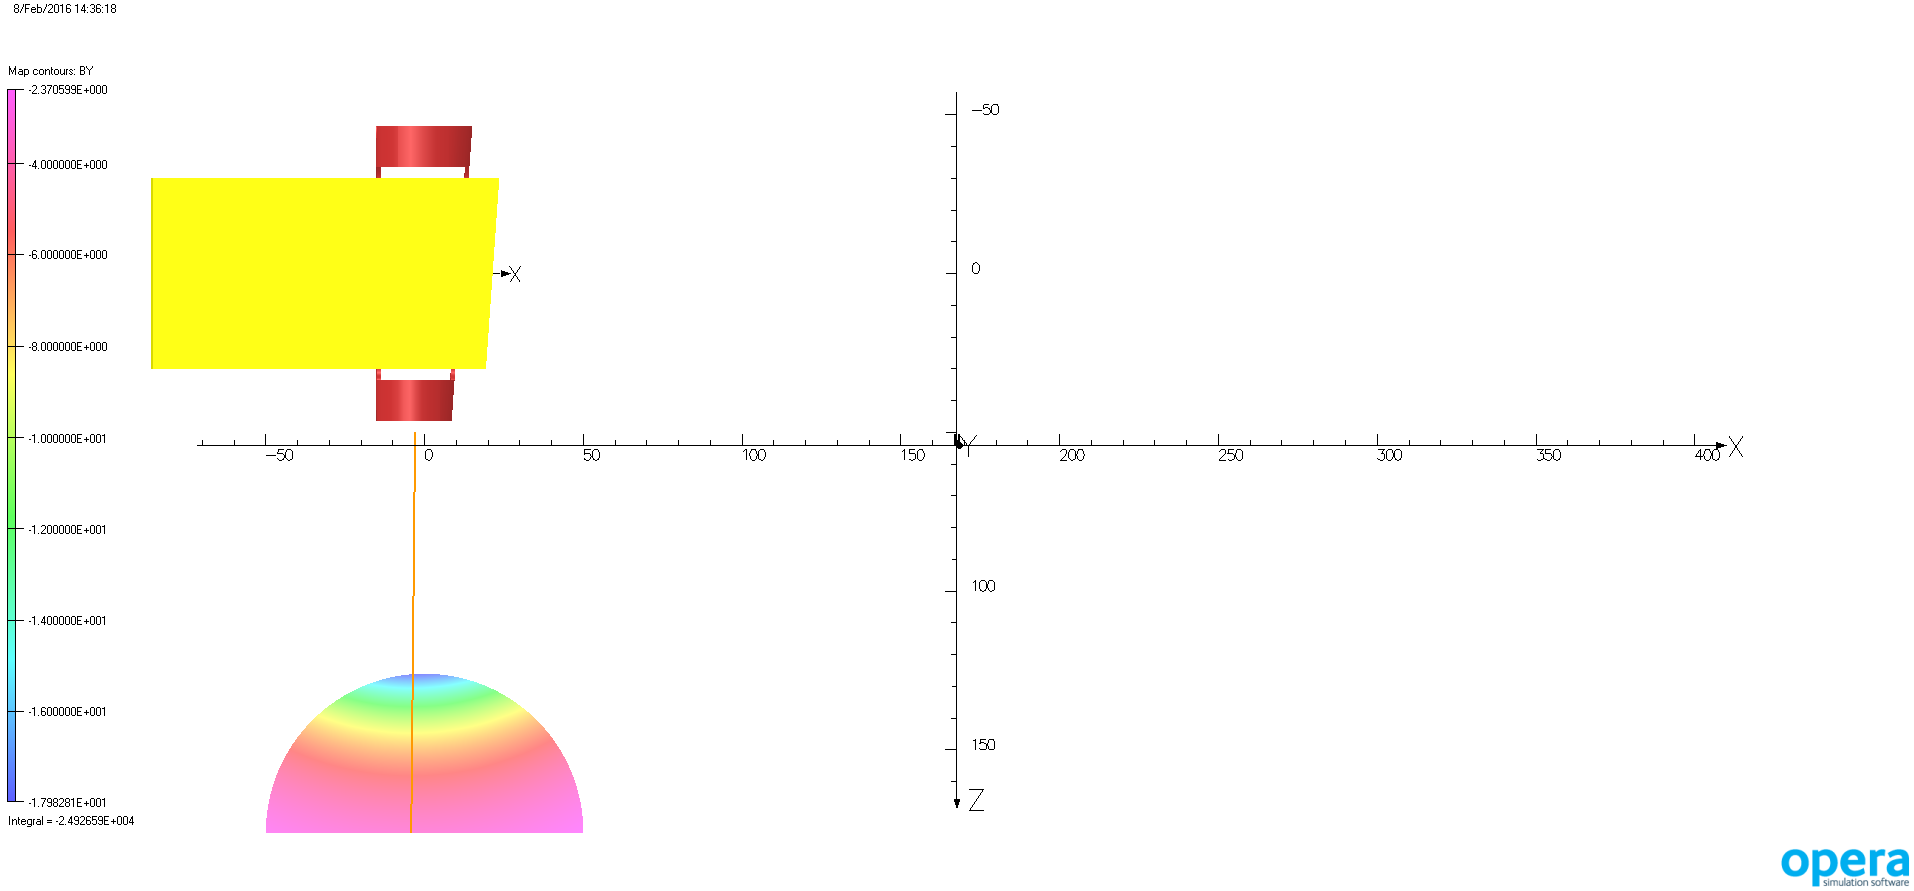 8/Feb/2016 14:36:18
Map contours: BY
-2.370599E+000
-4.000000E+000
-6.000000E+000
-8.000000E+000
-1.000000E+001
-1.200000E+001
-1.400000E+001
-1.600000E+001
-1.798281E+001
Integral = -2.492659E+004
X
-50
0
100
150
Z
-50
0
50
100
150
Y
200
250
300
350
400
X
opera
simulation software